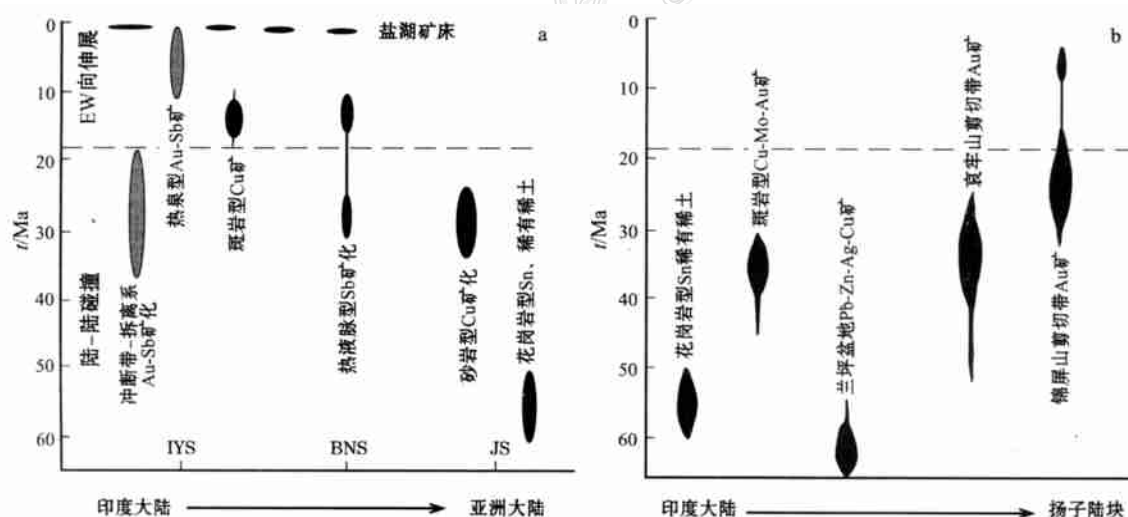 a
0
10
20
30
40
50
60
t/Ma
EW向伸展
陆-陆碰撞
盐湖矿床
冲断带-拆离系
Au-Sb矿化
热泉型Au-Sb矿
斑岩型Cu矿
热液脉型Sb矿化
砂岩型Cu矿化
花岗岩型Sn、稀有稀土
IYS
BNS
JS
印度大陆
亚洲大陆
b
0
10
20
30
40
50
60
t/Ma
花岗岩型Sn稀有稀土
斑岩型Cu-Mo-Au矿
兰坪盆地Pb-Zn-Ag-Cu矿
哀牢山剪切带Au矿
锦屏山剪切带Au矿
印度大陆
扬子陆块